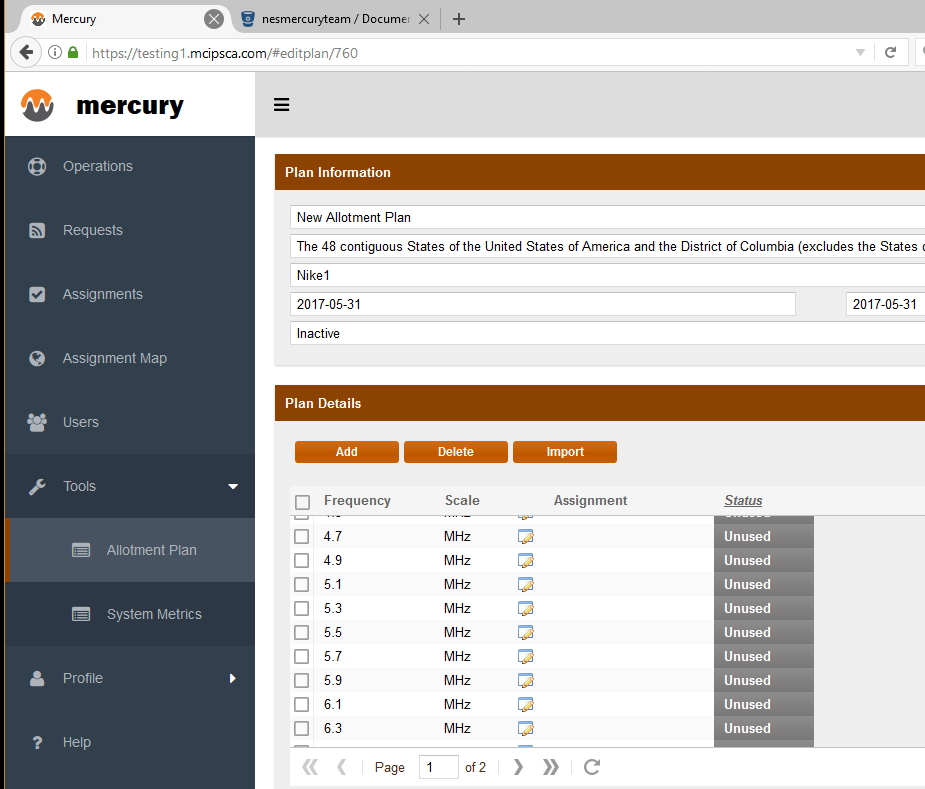 Mercury
nesmercuryteam / Documen
https://testing1.mcipsca.com/#editplan/760
mercury
Operations
Requests
Assignments
Assignment Map
Users
Tools
Allotment Plan
System Metrics
Profile
Help
Plan Information
New Allotment Plan
The 48 contiguous States of the United States of America and the District of Columbia (excludes the States o
Nike1
2017-05-31 2017-05-31
Inactive
Plan Details
Add Delete Import
Frequency Scale Assignment Status
4.7 MHz Unused
4.9 MHz Unused
5.1 MHz Unused
5.3 MHz Unused
5.5 MHz Unused
5.7 MHz Unused
5.9 MHz Unused
6.1 MHz Unused
6.3 MHz Unused
Page 1 of 2